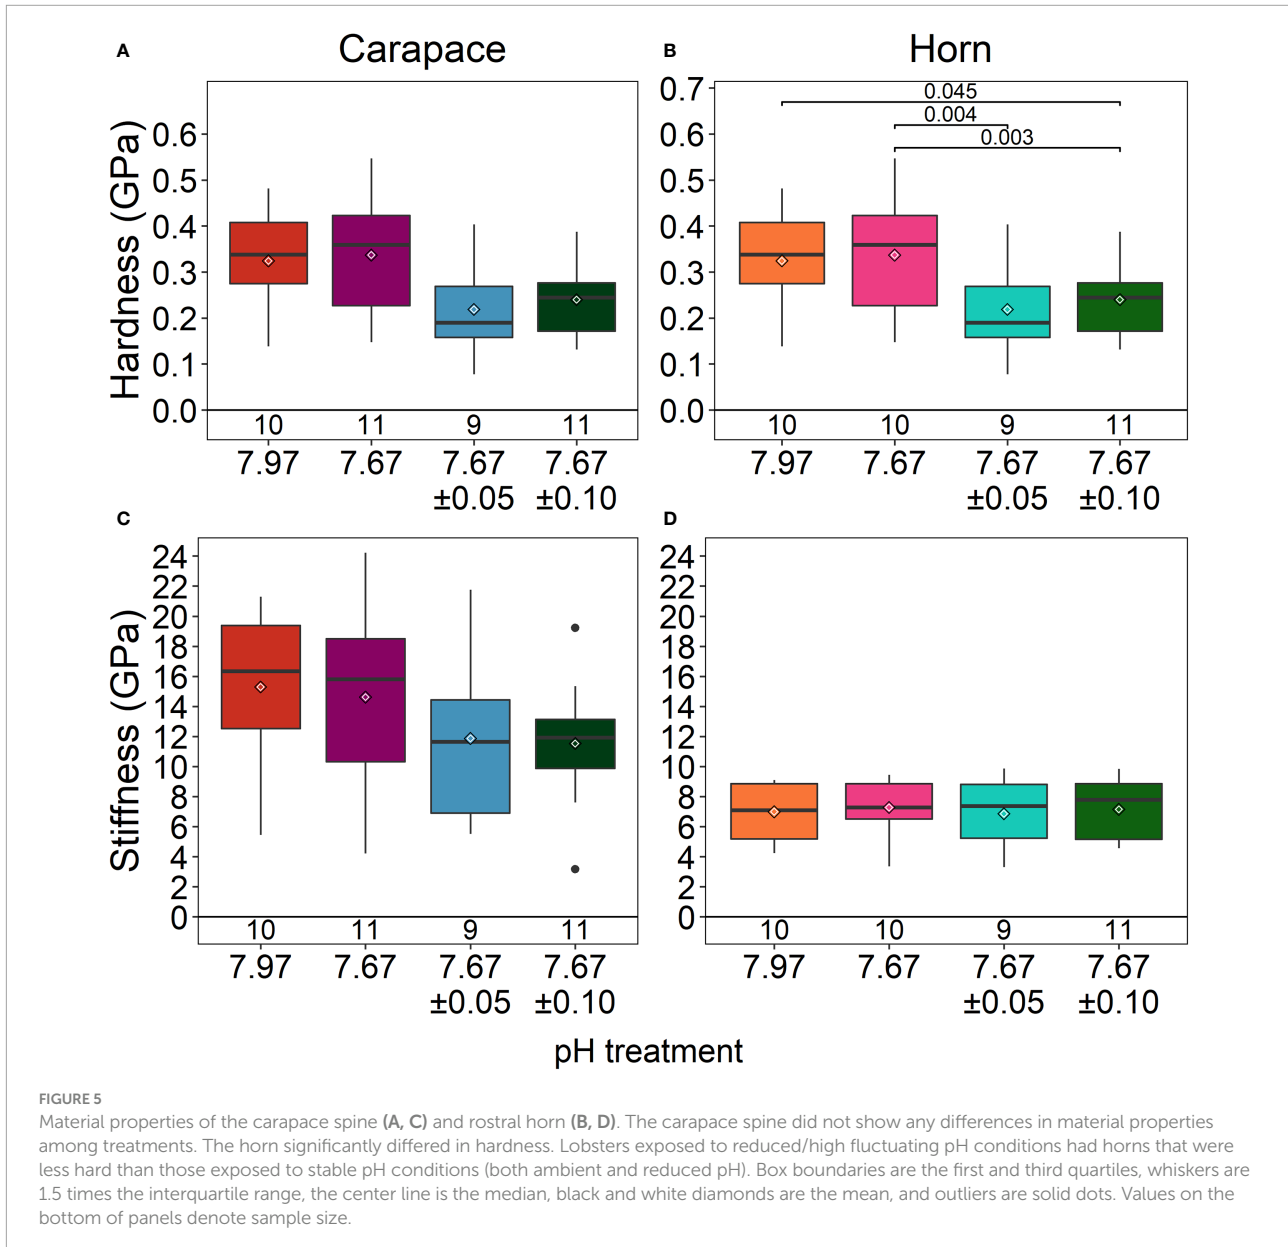 A Carapace
Hardness (GPa)
0.6
0.5
0.4
0.3
0.2
0.1
0.0
10 11 9 11
7.97 7.67 7.67 7.67
±0.05 ±0.10
B Horn
0.7
0.6
0.5
0.4
0.3
0.2
0.1
0.0
0.045
0.004
0.003
10 10 9 11
7.97 7.67 7.67 7.67
±0.05 ±0.10
C
Stiffness (GPa)
24
22
20
18
16
14
12
10
8
6
4
2
0
10 11 9 11
7.97 7.67 7.67 7.67
±0.05 ±0.10
D
24
22
20
18
16
14
12
10
8
6
4
2
0
10 10 9 11
7.97 7.67 7.67 7.67
±0.05 ±0.10
pH treatment
FIGURE 5
Material properties of the carapace spine (A, C) and rostral horn (B, D). The carapace spine did not show any differences in material properties
among treatments. The horn significantly differed in hardness. Lobsters exposed to reduced/high fluctuating pH conditions had horns that were
less hard than those exposed to stable pH conditions (both ambient and reduced pH). Box boundaries are the first and third quartiles, whiskers are
1.5 times the interquartile range, the center line is the median, black and white diamonds are the mean, and outliers are solid dots. Values on the
bottom of panels denote sample size.